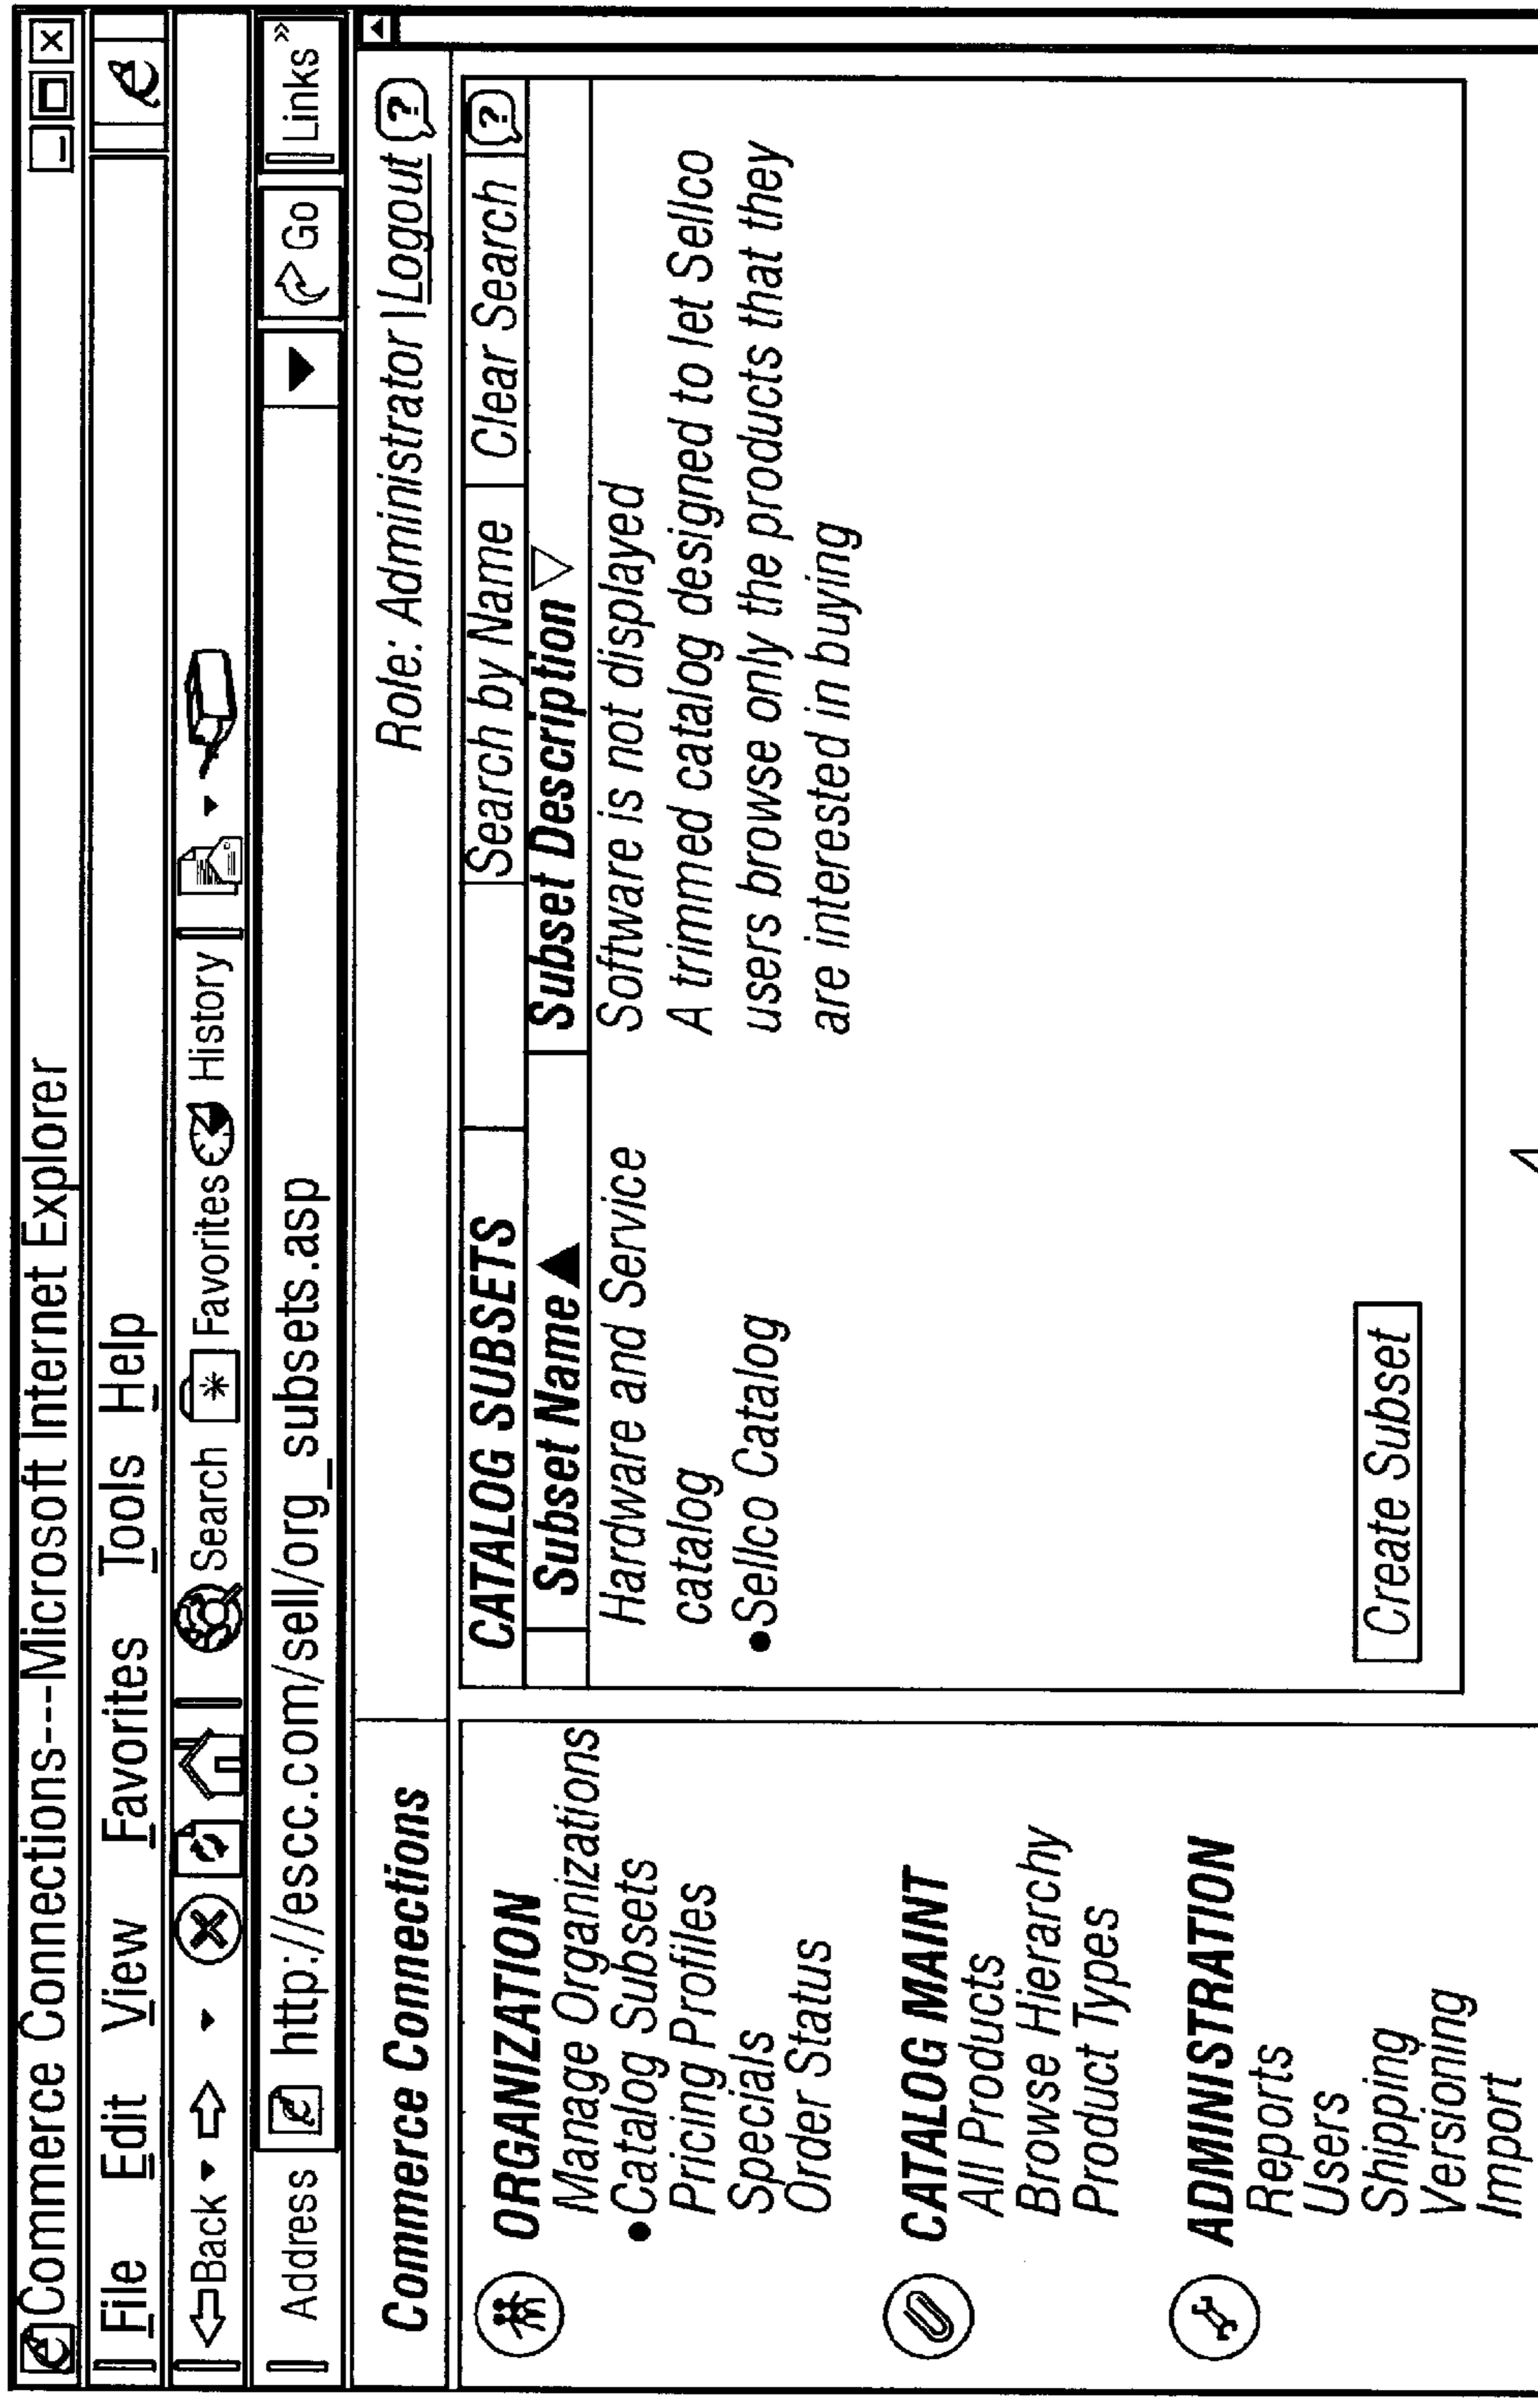 Commerce Connections---Microsoft Internet Explorer
File Edit View Favorites Tools Help
Back Search Favorites History
Address http://escc.com/sell/org_subsets.asp Go Links »
Commerce Connections Role: Administrator | Logout ?
ORGANIZATION
Manage Organizations
•Catalog Subsets
Pricing Profiles
Specials
Order Status
CATALOG MAINT
All Products
Browse Hierarchy
Product Types
ADMINISTRATION
Reports
Users
Shipping
Versioning
Import
CATALOG SUBSETS Search by Name Clear Search ?
Subset Name Subset Description
Hardware and Service Software is not displayed
catalog A trimmed catalog designed to let Sellco
•Sellco Catalog users browse only the products that they
are interested in buying
Create Subset